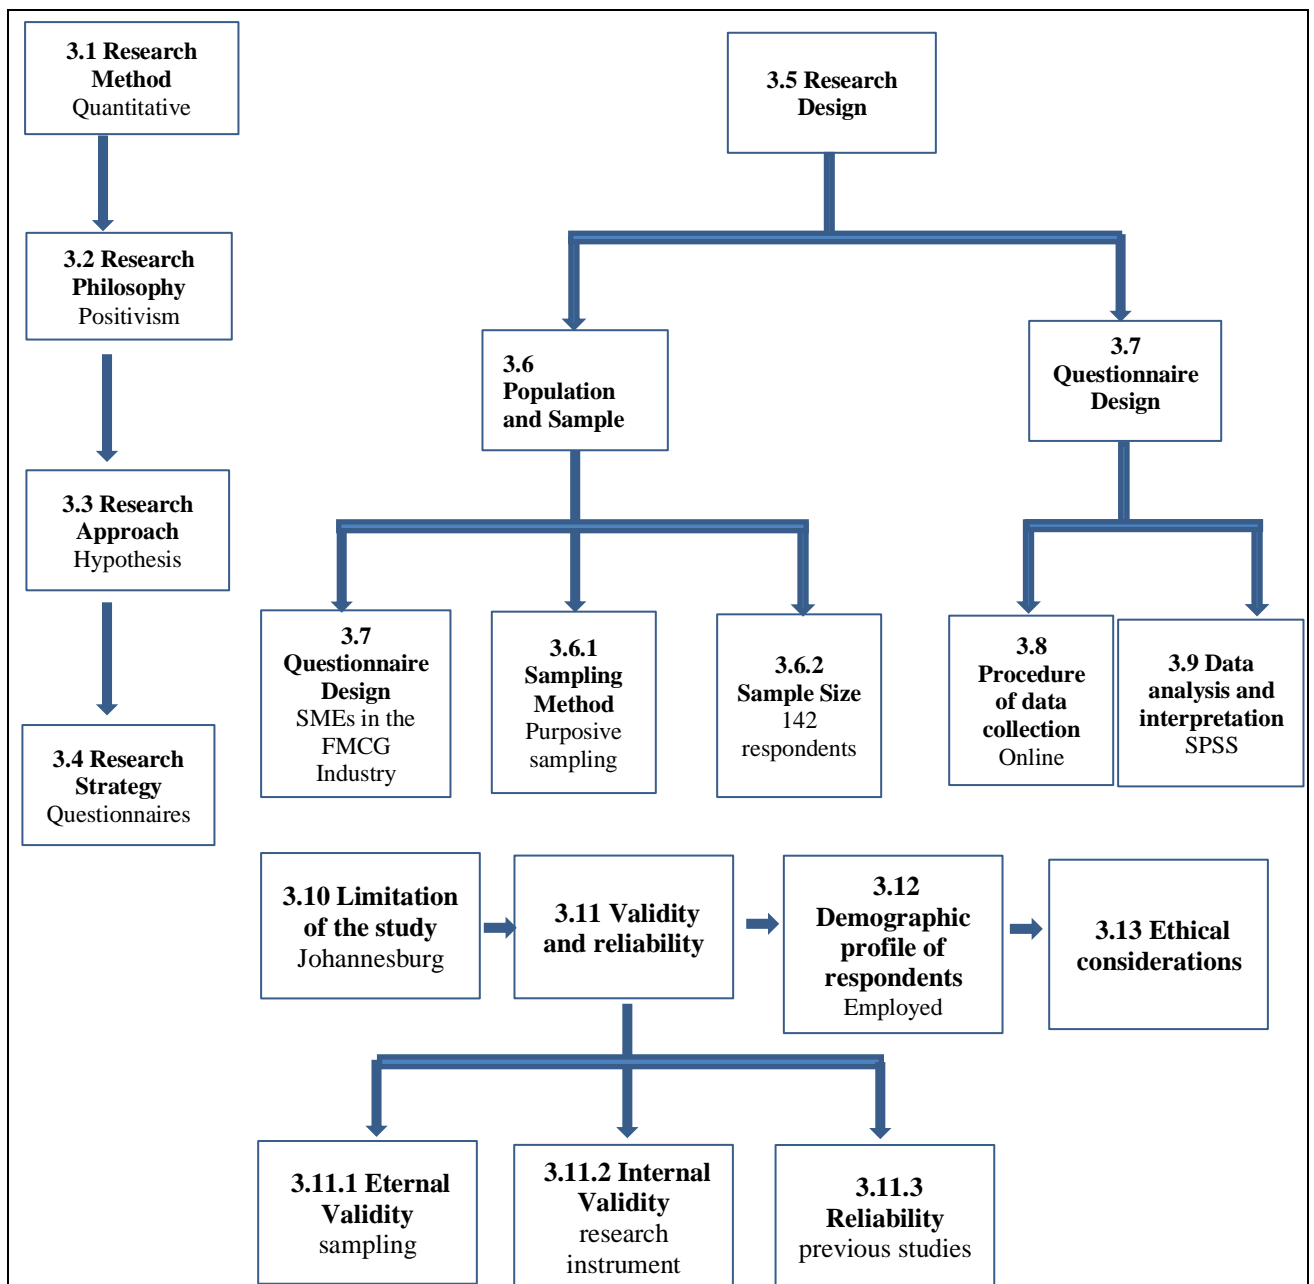 3.1 Research
Method
Quantitative
3.2 Research
Philosophy
Positivism
3.3 Research
Approach
Hypothesis
3.4 Research
Strategy
Questionnaires
3.5 Research
Design
3.6
Population
and Sample
3.7
Questionnaire
Design
3.7
Questionnaire
Design
SMEs in the
FMCG
Industry
3.6.1
Sampling
Method
Purposive
sampling
3.6.2
Sample Size
142
respondents
3.8
Procedure
of data
collection
Online
3.9 Data
analysis and
interpretation
SPSS
3.10 Limitation
of the study
Johannesburg
3.11 Validity
and reliability
3.12
Demographic
profile of
respondents
Employed
3.13 Ethical
considerations
3.11.1 Eternal
Validity
sampling
3.11.2 Internal
Validity
research
instrument
3.11.3
Reliability
previous studies